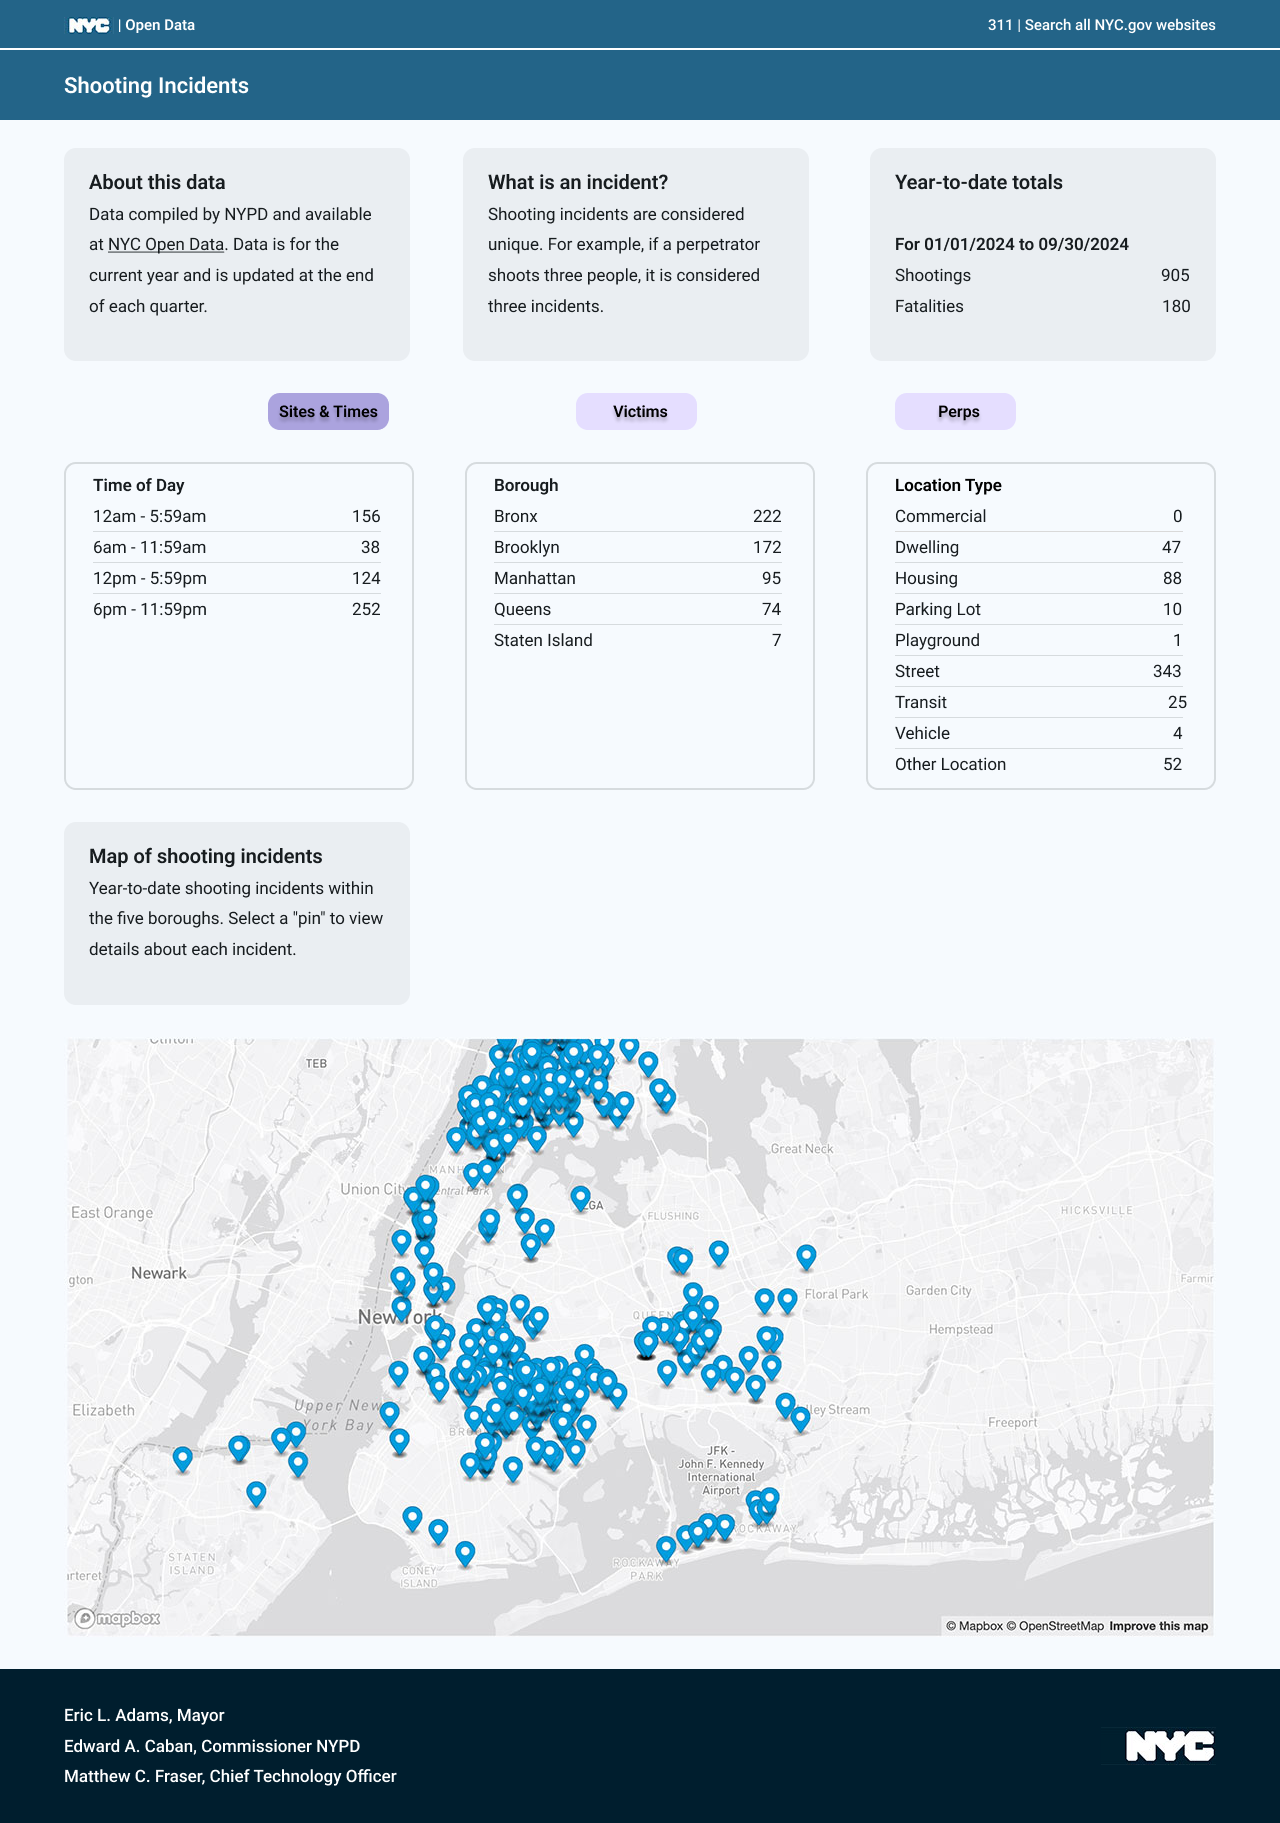 NYC | Open Data
311 | Search all NYC.gov websites
Shooting Incidents
About this data
Data compiled by NYPD and available
at NYC Open Data. Data is for the
current year and is updated at the end
of each quarter.
What is an incident?
Shooting incidents are considered
unique. For example, if a perpetrator
shoots three people, it is considered
three incidents.
Year-to-date totals
For 01/01/2024 to 09/30/2024
Shootings 905
Fatalities 180
Sites & Times
Victims
Perps
Time of Day
12am - 5:59am 156
6am - 11:59am 38
12pm - 5:59pm 124
6pm - 11:59pm 252
Borough
Bronx 222
Brooklyn 172
Manhattan 95
Queens 74
Staten Island 7
Location Type
Commercial 0
Dwelling 47
Housing 88
Parking Lot 10
Playground 1
Street 343
Transit 25
Vehicle 4
Other Location 52
Map of shooting incidents
Year-to-date shooting incidents within
the five boroughs. Select a "pin" to view
details about each incident.
Clifton
TEB
Great Neck
Union City
East Orange
FLUSHING
HICKSVILLE
Newark
Floral Park
Garden City
New York
Hempstead
Elizabeth
Upper New
York Bay
Freeport
JFK -
John F. Kennedy
International
Airport
STATEN
ISLAND
CONEY
ISLAND
ROCKAWAY
PARK
mapbox
© Mapbox © OpenStreetMap Improve this map
Eric L. Adams, Mayor
Edward A. Caban, Commissioner NYPD
Matthew C. Fraser, Chief Technology Officer
NYC